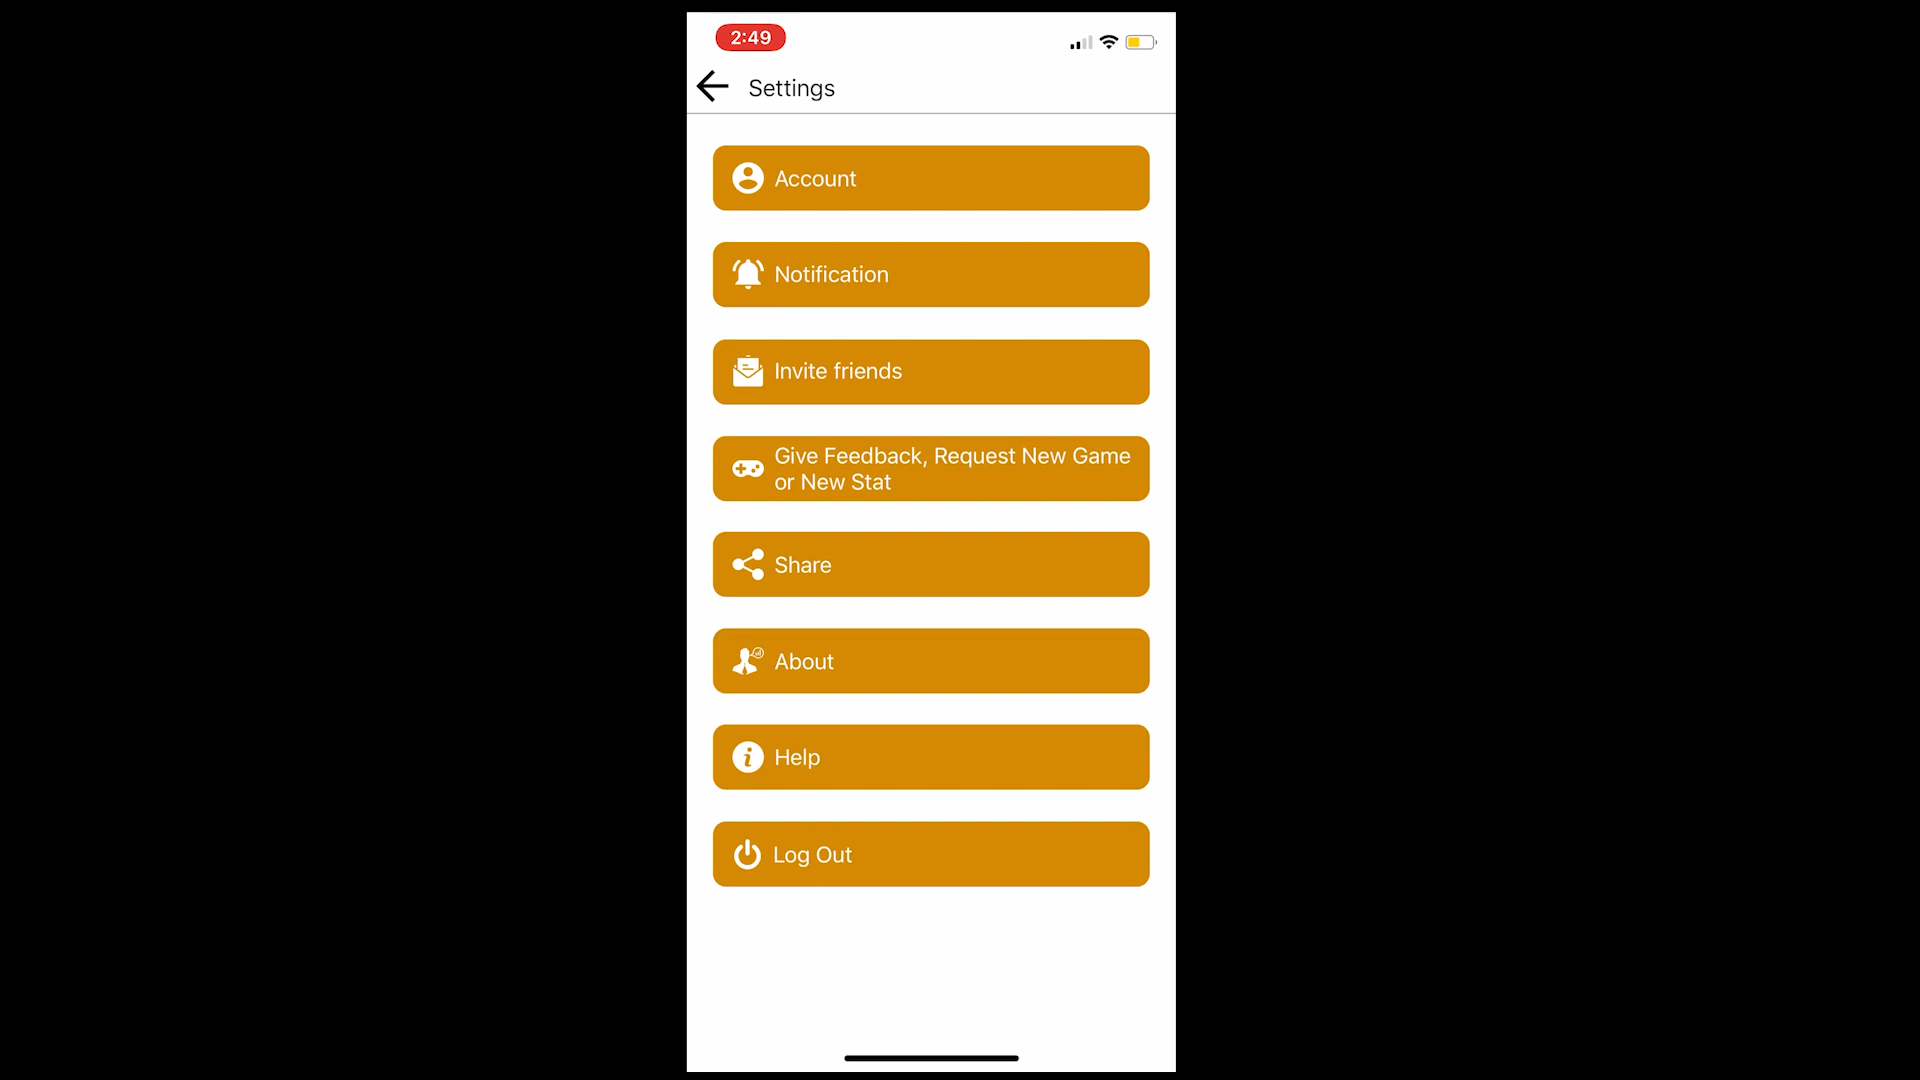 2:49
Settings
Account
Notification
Invite friends
Give Feedback, Request New Game
or New Stat
Share
About
Help
Log Out